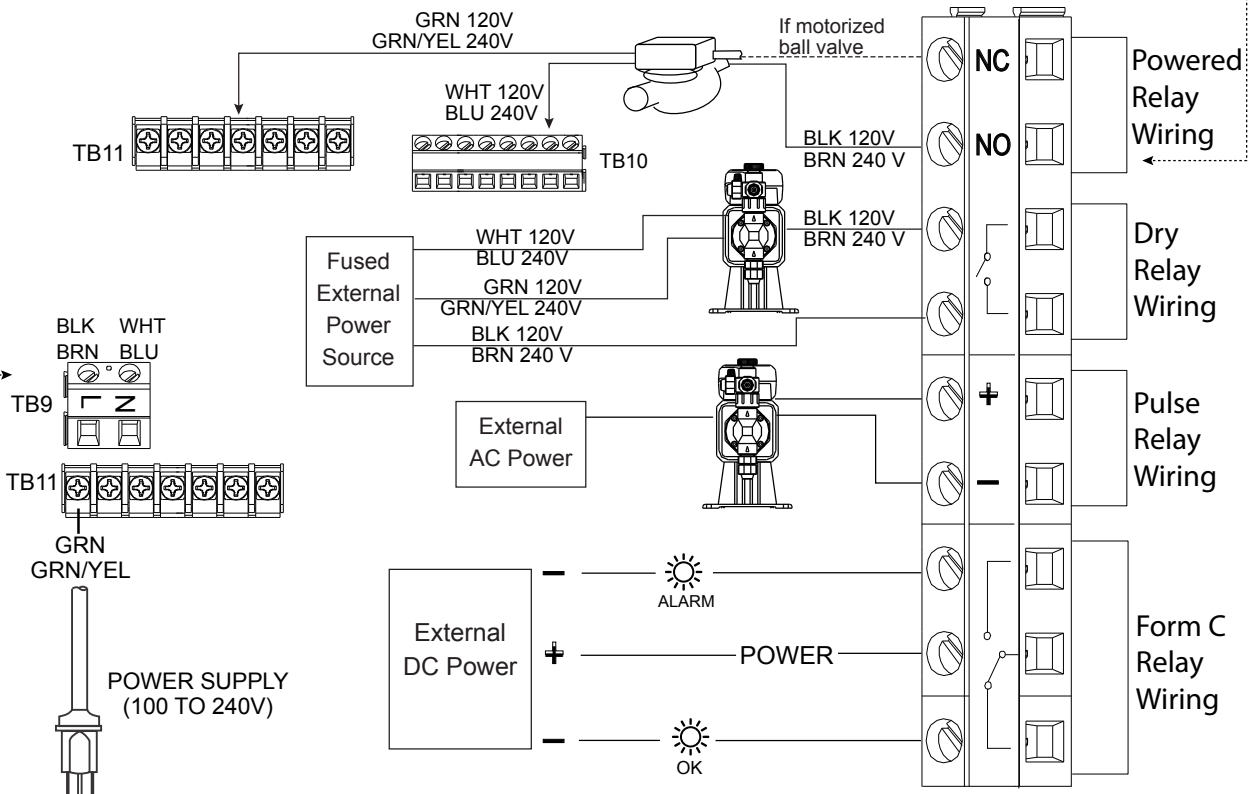 GRN 120V
GRN/YEL 240V
If motorized
ball valve
WHT 120V
BLU 240V
TB11
TB10
BLK 120V
BRN 240 V
NC
NO
Powered
Relay
Wiring
Fused
External
Power
Source
WHT 120V
BLU 240V
GRN 120V
GRN/YEL 240V
BLK 120V
BRN 240 V
BLK 120V
BRN 240 V
Dry
Relay
Wiring
BLK WHT
BRN BLU
TB9
L N
TB11
GRN
GRN/YEL
POWER SUPPLY
(100 TO 240V)
External
AC Power
+
−
Pulse
Relay
Wiring
External
DC Power
−
ALARM
+
POWER
−
OK
Form C
Relay
Wiring